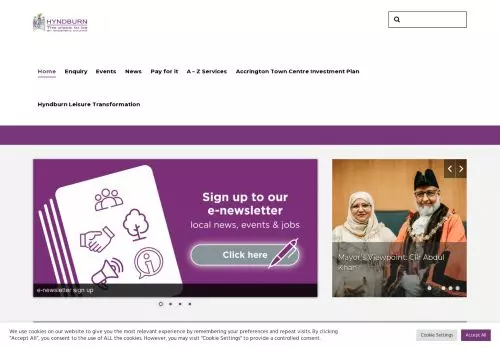 HYNDBURN
The place to be
Home Enquiry Events News Pay for it A – Z Services Accrington Town Centre Investment Plan
Hyndburn Leisure Transformation
Sign up to our
e-newsletter
local news, events & jobs
Click here
e-newsletter sign up
Mayor's Viewpoint: Cllr Abdul
Khan
We use cookies on our website to give you the most relevant experience by remembering your preferences and repeat visits. By clicking
"Accept All", you consent to the use of ALL the cookies. However, you may visit "Cookie Settings" to provide a controlled consent.
Cookie Settings
Accept All